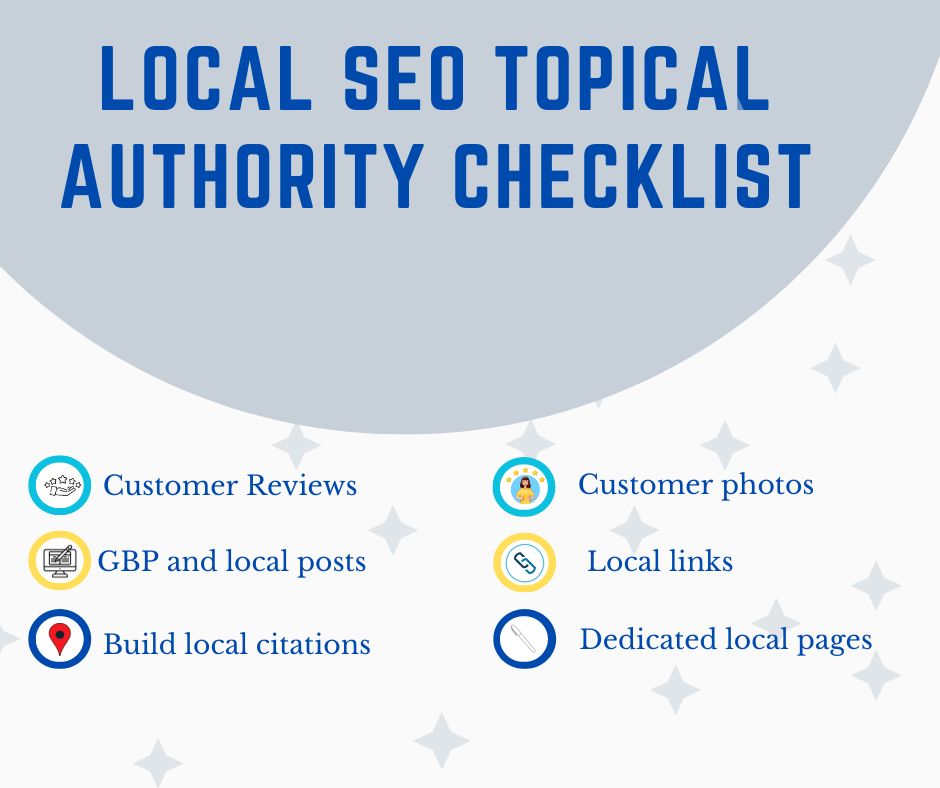 LOCAL SEO TOPICAL
AUTHORITY CHECKLIST
Customer Reviews
GBP and local posts
Build local citations
Customer photos
Local links
Dedicated local pages